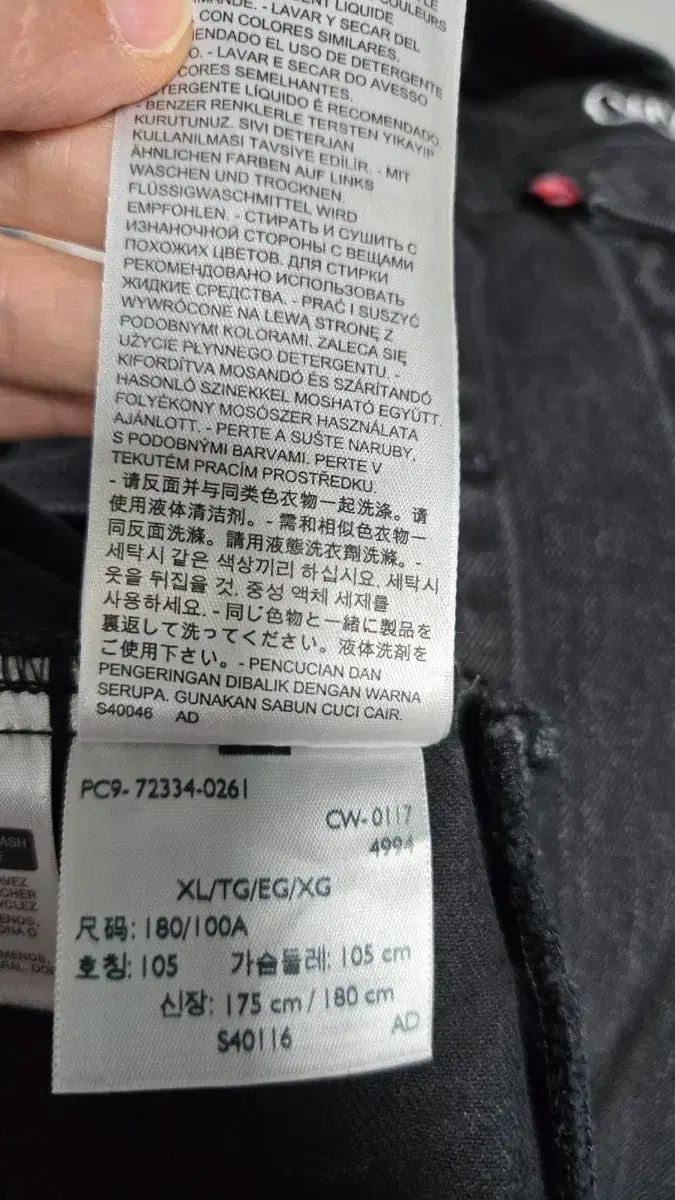 COULEURS
MANDE. - LAVAR Y SECAR DEL
CON COLORES SIMILARES.
ENDADO EL USO DE DETERGENTE
O. - LAVAR E SECAR DO AVESSO
CORES SEMELHANTES.
TERGENTE LÍQUIDO É RECOMENDADO.
- BENZER RENKLERLE TERSTEN YIKAYIP
KURUTUNUZ. SIVI DETERJAN
KULLANILMASI TAVSİYE EDİLİR. - MIT
ÄHNLICHEN FARBEN AUF LINKS
WASCHEN UND TROCKNEN.
FLÜSSIGWASCHMITTEL WIRD
EMPFOHLEN. - СТИРАТЬ И СУШИТЬ С
ИЗНАНОЧНОЙ СТОРОНЫ С ВЕЩАМИ
ПОХОЖИХ ЦВЕТОВ. ДЛЯ СТИРКИ
РЕКОМЕНДОВАНО ИСПОЛЬЗОВАТЬ
ЖИДКИЕ СРЕДСТВА. - PRAĆ I SUSZYĆ
WYWRÓCONE NA LEWĄ STRONĘ Z
PODOBNYMI KOLORAMI. ZALECA SIĘ
UŻYCIE PŁYNNEGO DETERGENTU. -
KIFORDÍTVA MOSANDÓ ÉS SZÁRÍTANDÓ
HASONLÓ SZINEKKEL MOSHATÓ EGYÜTT.
FOLYÉKONY MOSÓSZER HASZNÁLATA
AJÁNLOTT. - PERTE A SUŠTE NARUBY,
S PODOBNÝMI BARVAMI. PERTE V
TEKUTÉM PRACÍM PROSTŘEDKU.
- 请反面并与同类色衣物一起洗涤。请
使用液体清洁剂。- 需和相似色衣物一
同反面洗滌。請用液態洗衣劑洗滌。-
세탁시 같은 색상끼리 하십시요. 세탁시
옷을 뒤집을 것. 중성 액체 세제를
사용하세요. - 同じ色物と一緒に製品を
裏返して洗ってください。液体洗剤を
ご使用下さい。- PENCUCIAN DAN
PENGERINGAN DIBALIK DENGAN WARNA
SERUPA. GUNAKAN SABUN CUCI CAIR.
S40046 AD
PC9-72334-0261
CW-0117
4994
XL/TG/EG/XG
尺码: 180/100A
호칭: 105 가슴둘레: 105 cm
신장: 175 cm / 180 cm
S40116 AD